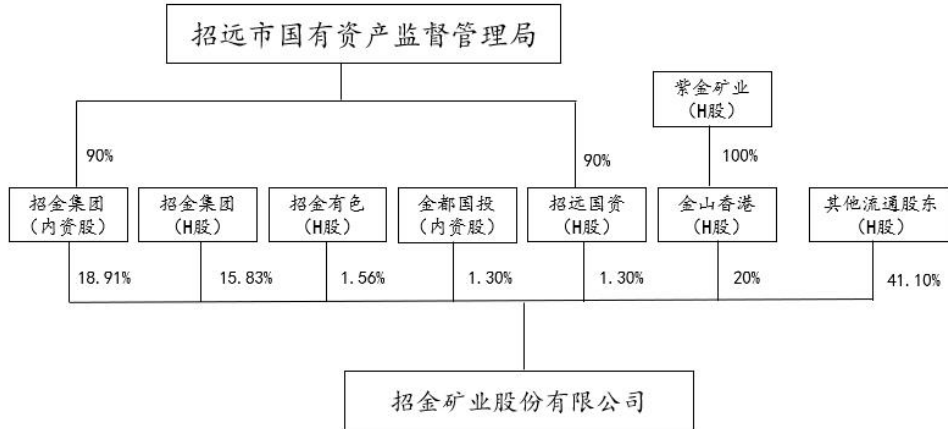 招远市国有资产监督管理局
紫金矿业
（H股）
90%
90%
100%
招金集团
（内资股）
招金集团
（H股）
招金有色
（H股）
金都国投
（内资股）
招远国资
（H股）
金山香港
（H股）
其他流通股东
（H股）
18.91%
15.83%
1.56%
1.30%
1.30%
20%
41.10%
招金矿业股份有限公司